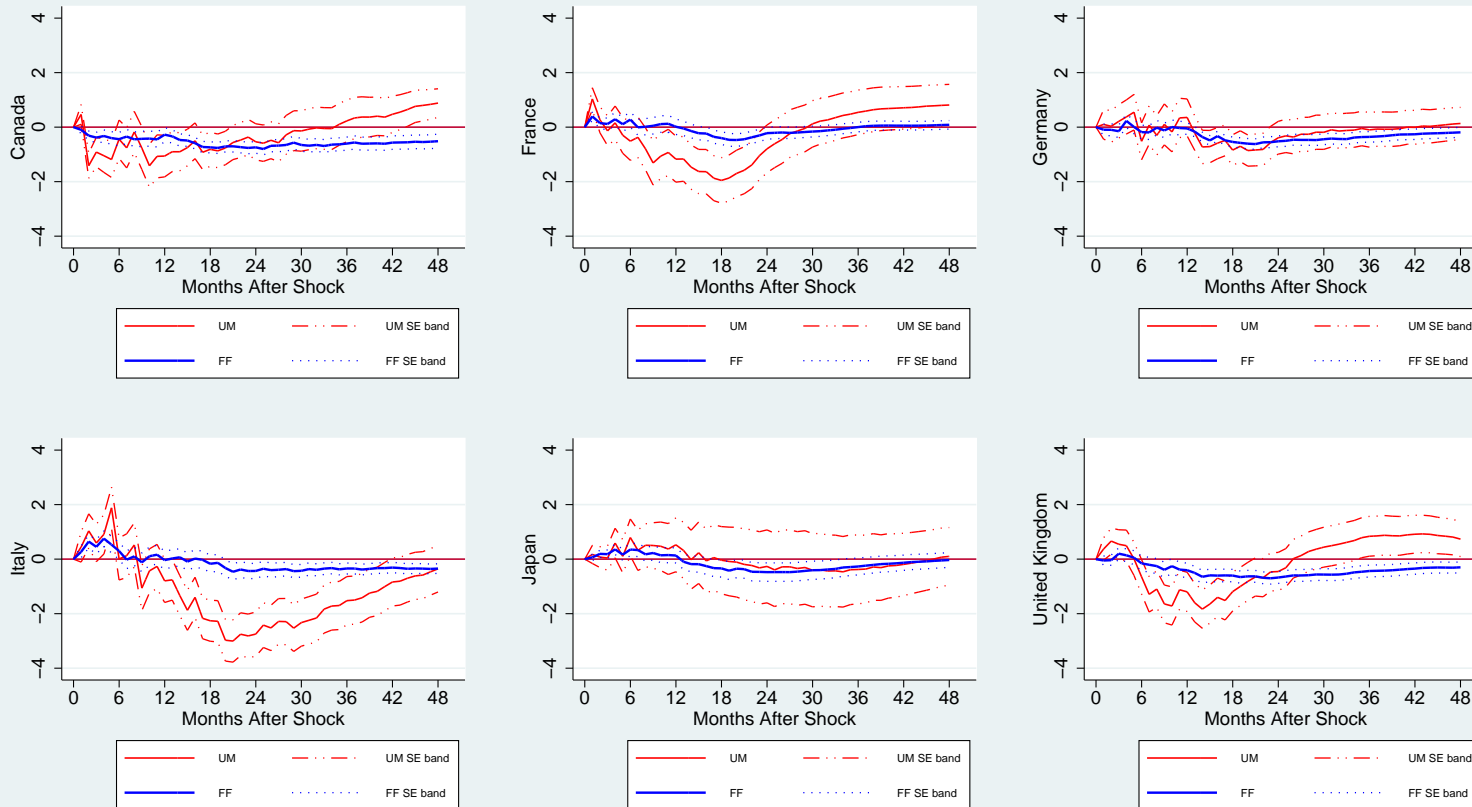 Canada
4
2
0
−2
−4
0 6 12 18 24 30 36 42 48
Months After Shock
UM UM SE band
FF FF SE band
France
4
2
0
−2
−4
0 6 12 18 24 30 36 42 48
Months After Shock
UM UM SE band
FF FF SE band
Germany
4
2
0
−2
−4
0 6 12 18 24 30 36 42 48
Months After Shock
UM UM SE band
FF FF SE band
Italy
4
2
0
−2
−4
0 6 12 18 24 30 36 42 48
Months After Shock
UM UM SE band
FF FF SE band
Japan
4
2
0
−2
−4
0 6 12 18 24 30 36 42 48
Months After Shock
UM UM SE band
FF FF SE band
United Kingdom
4
2
0
−2
−4
0 6 12 18 24 30 36 42 48
Months After Shock
UM UM SE band
FF FF SE band